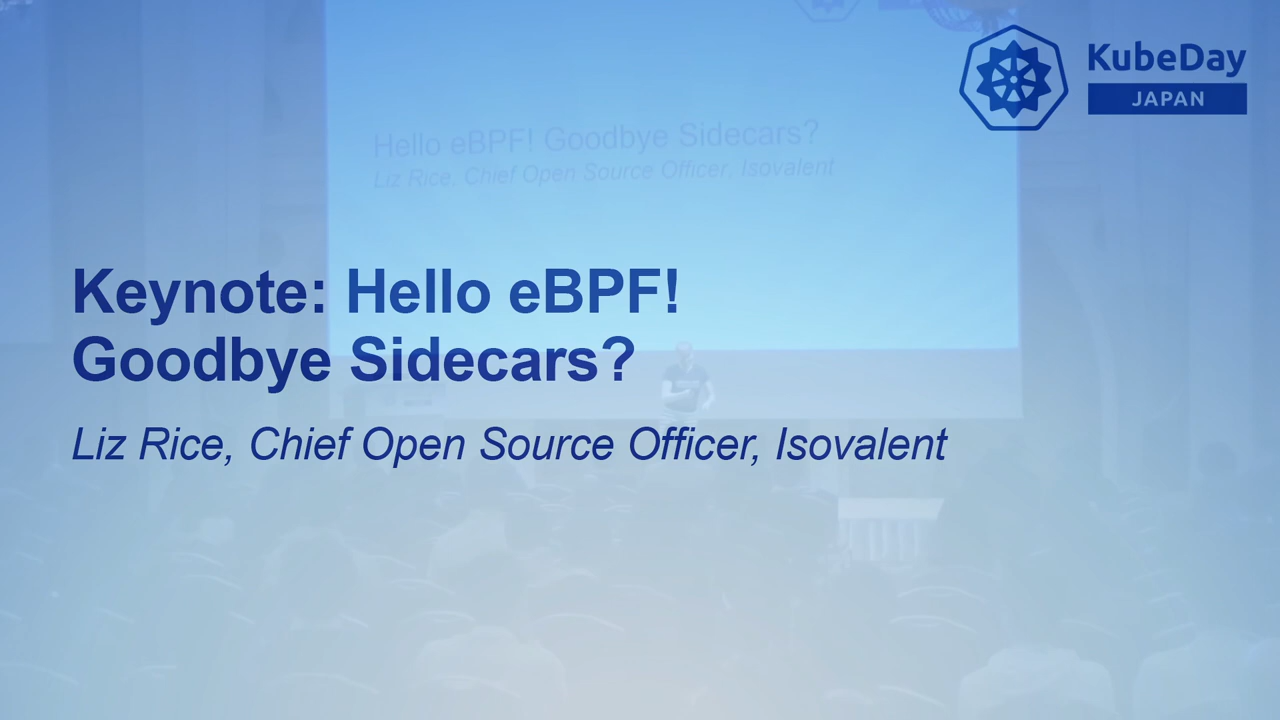 KubeDay
JAPAN
Hello eBPF! Goodbye Sidecars?
Liz Rice, Chief Open Source Officer, Isovalent
Keynote: Hello eBPF!
Goodbye Sidecars?
Liz Rice, Chief Open Source Officer, Isovalent